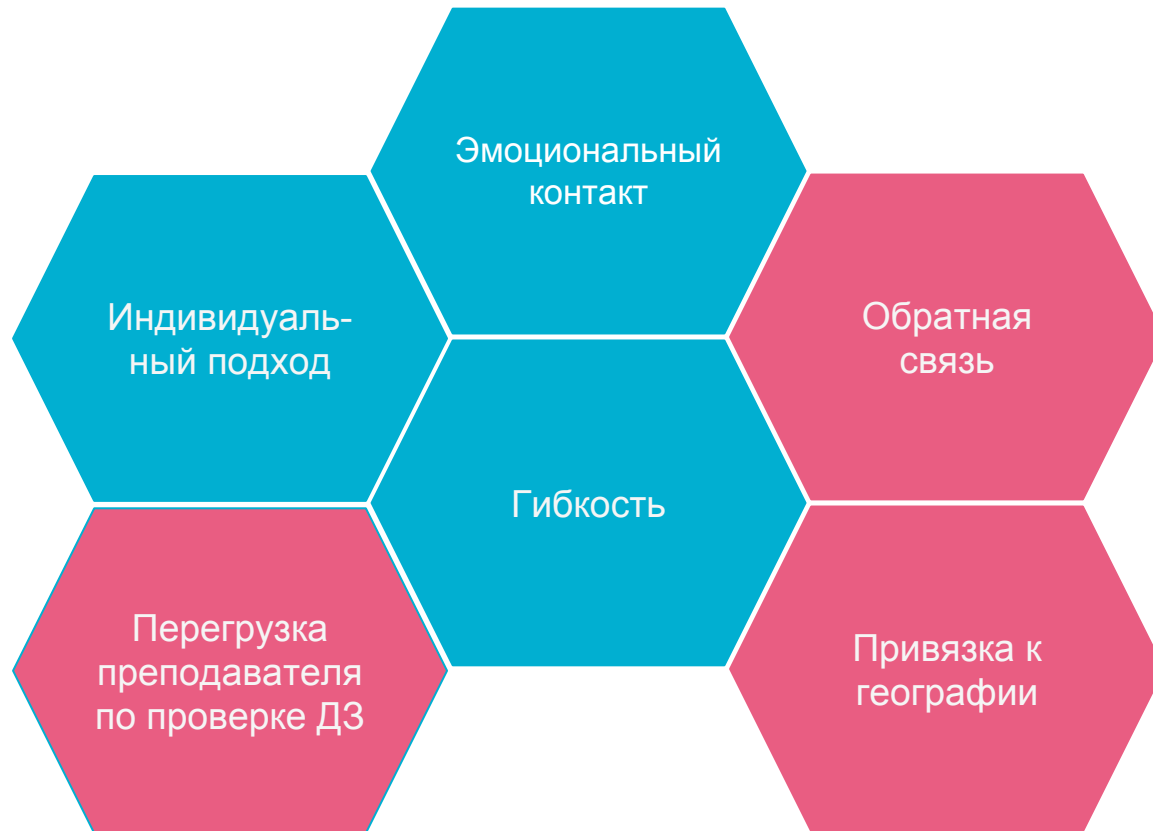 Эмоциональный
контакт
Индивидуаль-
ный подход
Обратная
связь
Гибкость
Перегрузка
преподавателя
по проверке ДЗ
Привязка к
географии